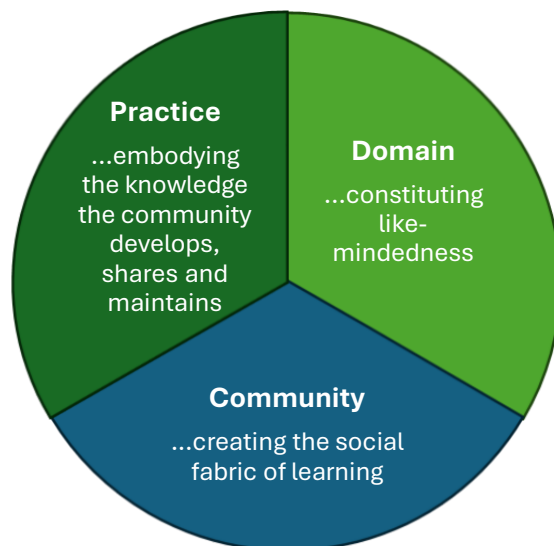 Practice
...embodying
the knowledge
the community
develops,
shares and
maintains
Domain
...constituting
like-
mindedness
Community
...creating the social
fabric of learning